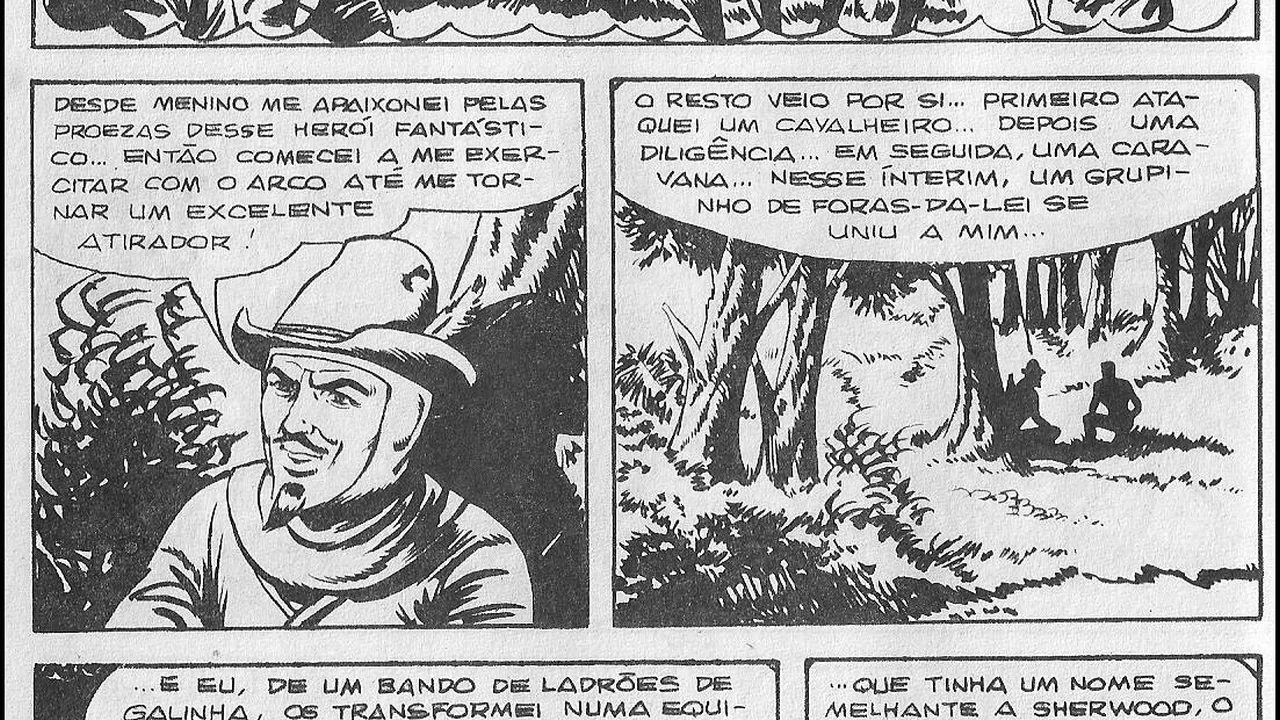 DESDE MENINO ME APAIXONEI PELAS
PROEZAS DESSE HERÓI FANTÁSTI-
CO... ENTÃO COMECEI A ME EXER-
CITAR COM O ARCO ATÉ ME TOR-
NAR UM EXCELENTE
ATIRADOR!
O RESTO VEIO POR SI... PRIMEIRO ATA-
QUEI UM CAVALHEIRO... DEPOIS UMA
DILIGÊNCIA... EM SEGUIDA, UMA CARA-
VANA... NESSE ÍNTERIM, UM GRUPI-
NHO DE FORAS-DA-LEI SE
UNIU A MIM...
...E EU, DE UM BANDO DE LADRÕES DE
GALINHA, OS TRANSFORMEI NUMA EQUI-
...QUE TINHA UM NOME SE-
MELHANTE A SHERWOOD, O